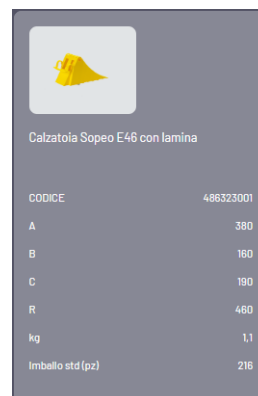 Calzatoia Sopeo E46 con lamina
CODICE 486323001
A 380
B 160
C 190
R 460
kg 1,1
Imballo std (pz) 216